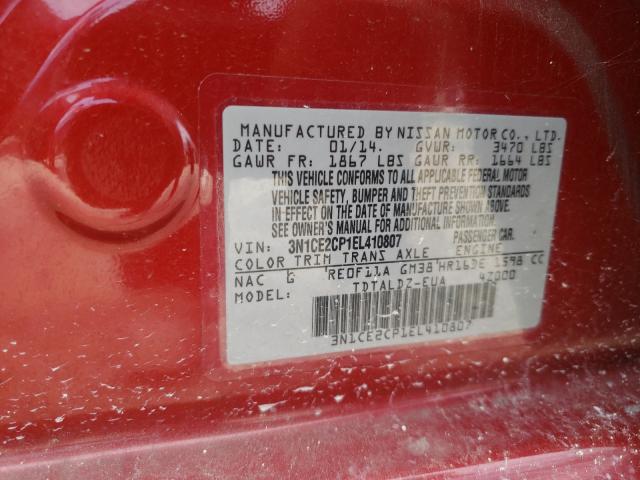 MANUFACTURED BY NISSAN MOTOR CO., LTD.
DATE: 01/14. GVWR: 3470 LBS
GAWR FR: 1867 LBS GAWR RR: 1664 LBS
THIS VEHICLE CONFORMS TO ALL APPLICABLE FEDERAL MOTOR
VEHICLE SAFETY, BUMPER AND THEFT PREVENTION STANDARDS
IN EFFECT ON THE DATE OF MANUFACTURE SHOWN ABOVE.
SEE OWNER'S MANUAL FOR ADDITIONAL INFORMATION
VIN: 3N1CE2CP1EL410807 PASSENGER CAR.
COLOR TRIM TRANS AXLE ENGINE
NAC G RE0F11A GM38 HR16DE 1598 CC
MODEL: TDTALDZ-EUA 4Z000
3N1CE2CP1EL410807